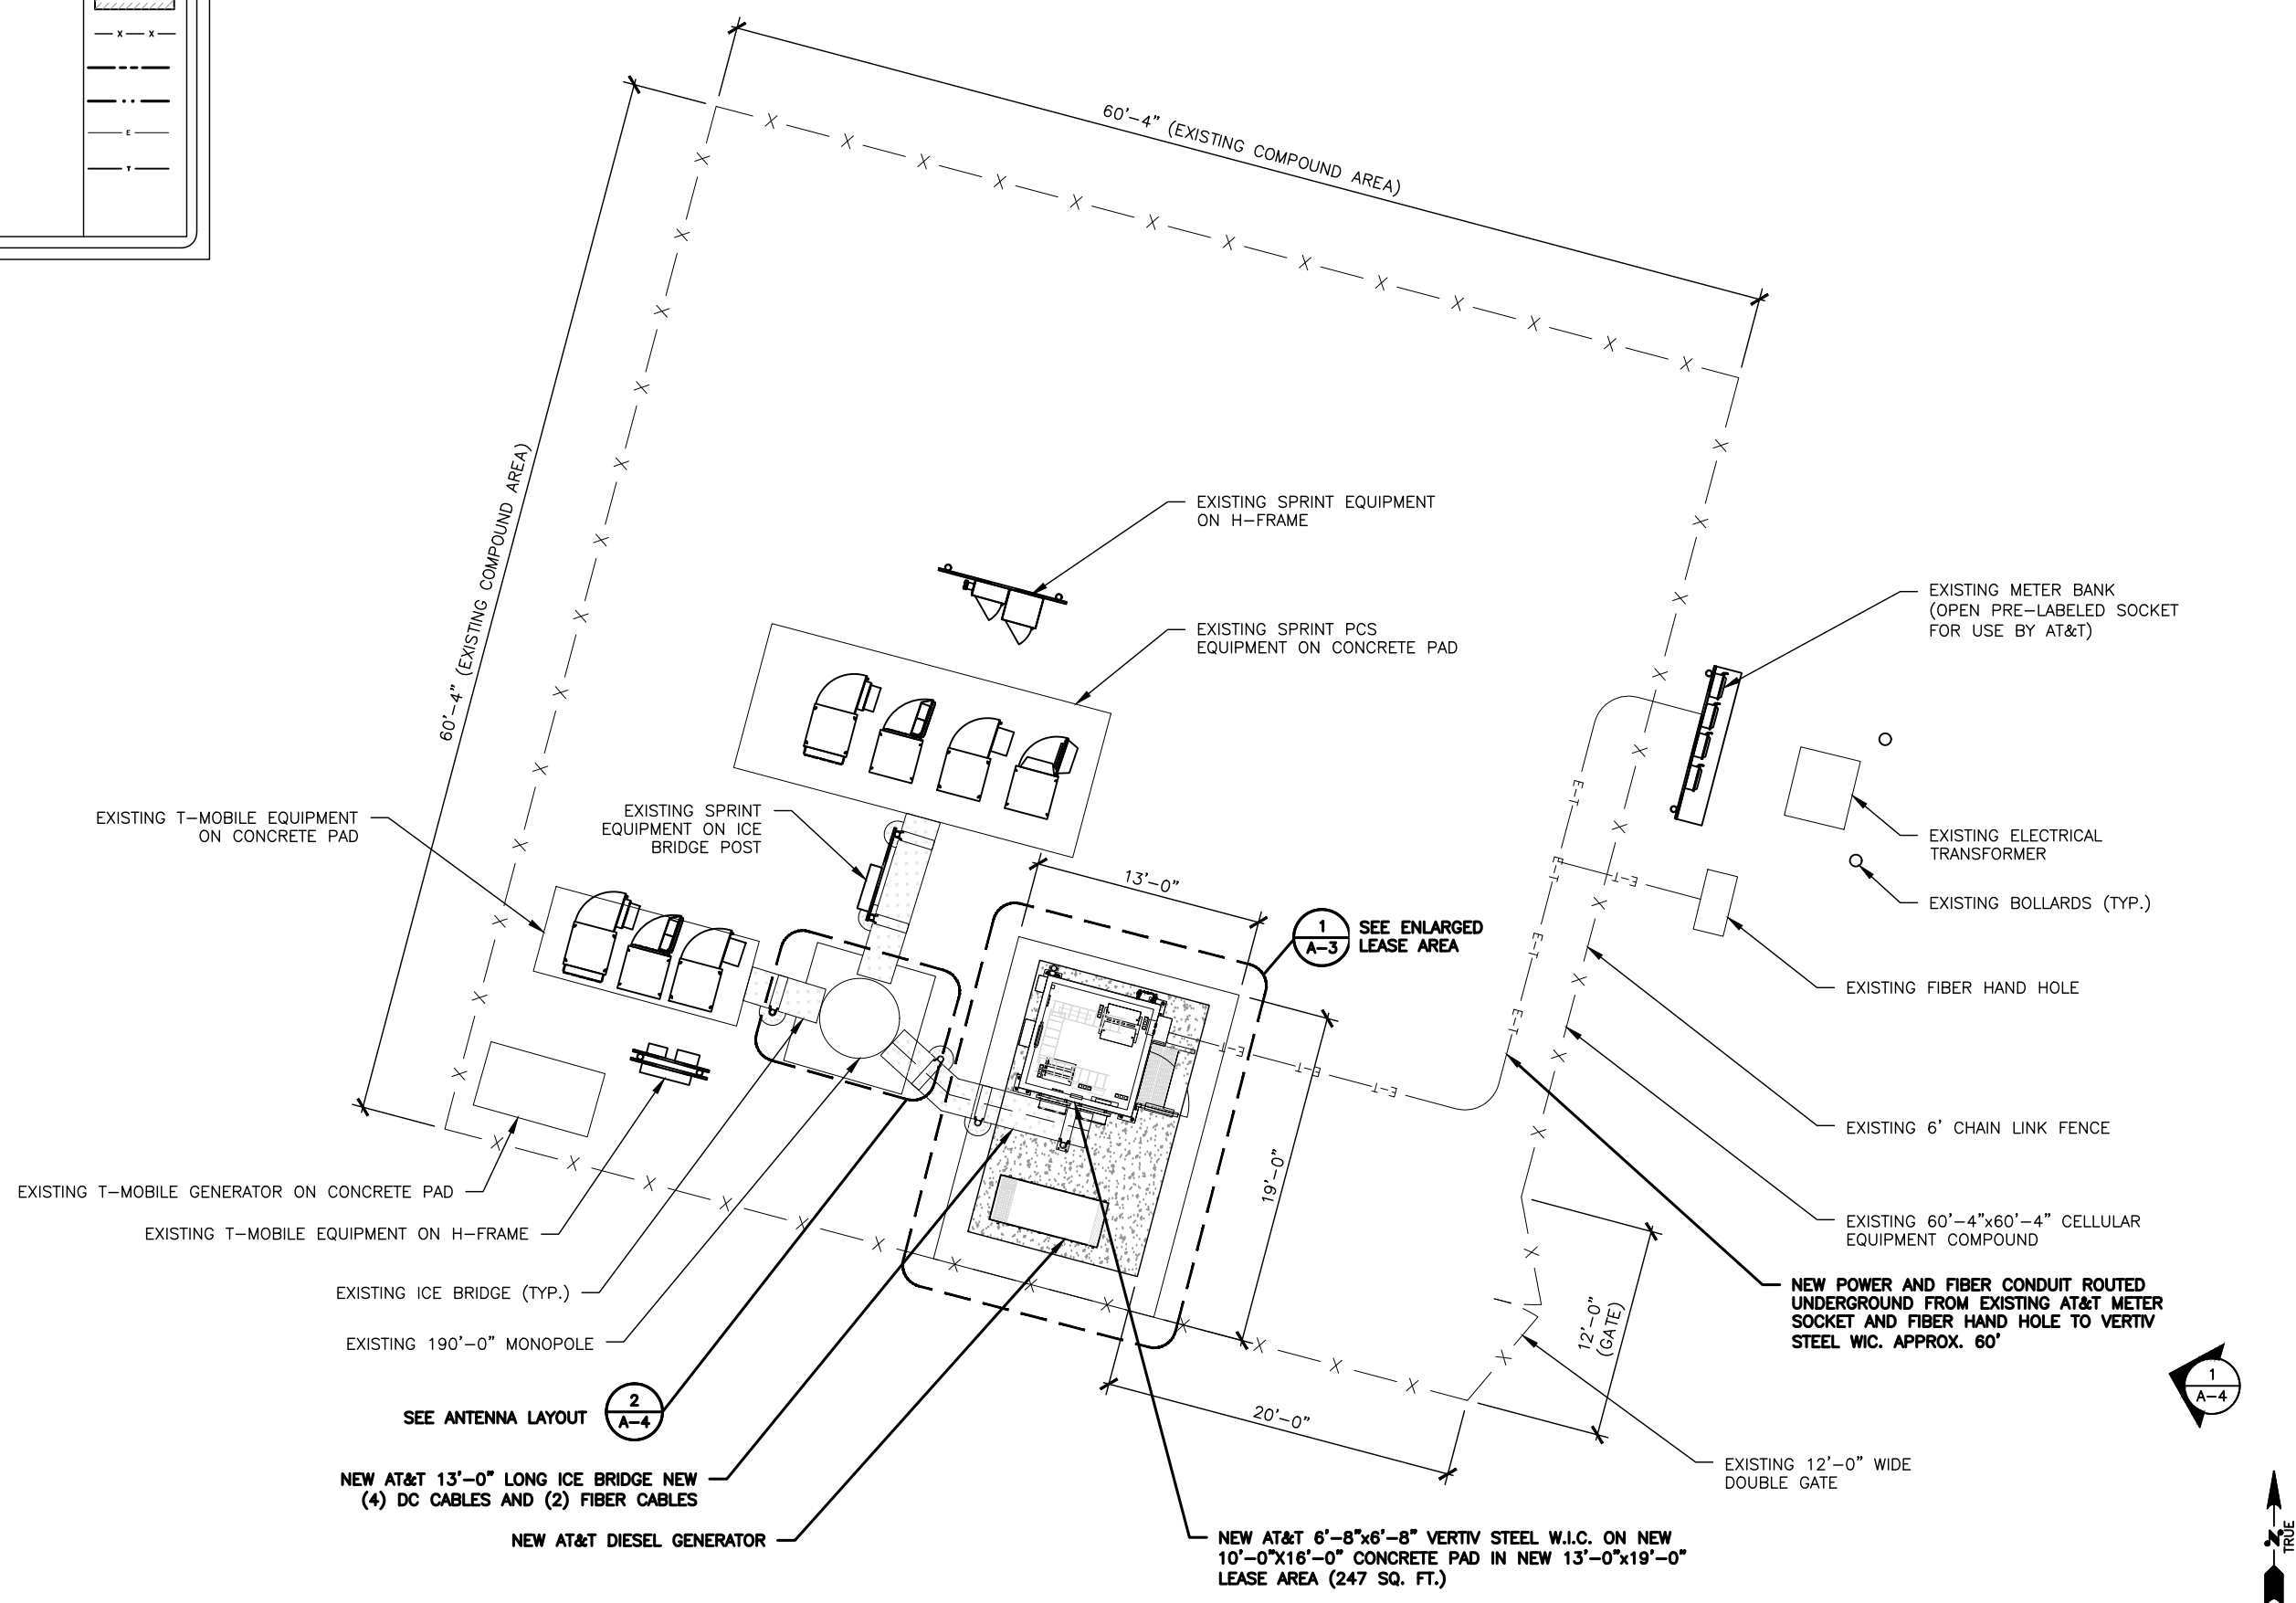 X X
E
T
60'-4" (EXISTING COMPOUND AREA)
60'-4" (EXISTING COMPOUND AREA)
EXISTING SPRINT EQUIPMENT
ON H-FRAME
EXISTING SPRINT PCS
EQUIPMENT ON CONCRETE PAD
EXISTING METER BANK
(OPEN PRE-LABELED SOCKET
FOR USE BY AT&T)
EXISTING T-MOBILE EQUIPMENT
ON CONCRETE PAD
EXISTING SPRINT
EQUIPMENT ON ICE
BRIDGE POST
EXISTING ELECTRICAL
TRANSFORMER
EXISTING BOLLARDS (TYP.)
13'-0"
1
A-3
SEE ENLARGED
LEASE AREA
EXISTING FIBER HAND HOLE
E-T
E-T
E-T
E-T
E-T
E-T
E-T
E-T
19'-0"
EXISTING 6' CHAIN LINK FENCE
EXISTING T-MOBILE GENERATOR ON CONCRETE PAD
EXISTING T-MOBILE EQUIPMENT ON H-FRAME
EXISTING 60'-4"x60'-4" CELLULAR
EQUIPMENT COMPOUND
EXISTING ICE BRIDGE (TYP.)
NEW POWER AND FIBER CONDUIT ROUTED
UNDERGROUND FROM EXISTING AT&T METER
SOCKET AND FIBER HAND HOLE TO VERTIV
STEEL WIC. APPROX. 60'
12'-0"
(GATE)
EXISTING 190'-0" MONOPOLE
1
A-4
SEE ANTENNA LAYOUT
2
A-4
20'-0"
EXISTING 12'-0" WIDE
DOUBLE GATE
NEW AT&T 13'-0" LONG ICE BRIDGE NEW
(4) DC CABLES AND (2) FIBER CABLES
NEW AT&T DIESEL GENERATOR
NEW AT&T 6'-8"x6'-8" VERTIV STEEL W.I.C. ON NEW
10'-0"X16'-0" CONCRETE PAD IN NEW 13'-0"x19'-0"
LEASE AREA (247 SQ. FT.)
N
TRUE